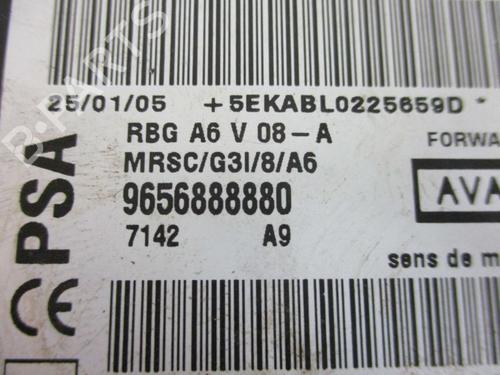 25/01/05 +5EKABL0225659D *
RBG A6 V 08-A
MRSC/G3I/8/A6
9656888880
7142 A9
FORWA
AVA
sens de m
CE PSA
B-PARTS